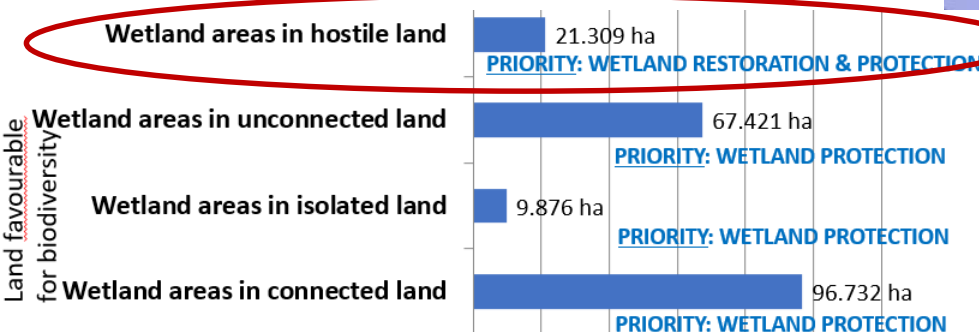 Wetland areas in hostile land
21.309 ha
PRIORITY: WETLAND RESTORATION & PROTECTION
Land favourable
for biodiversity
Wetland areas in unconnected land
67.421 ha
PRIORITY: WETLAND PROTECTION
Wetland areas in isolated land
9.876 ha
PRIORITY: WETLAND PROTECTION
Wetland areas in connected land
96.732 ha
PRIORITY: WETLAND PROTECTION